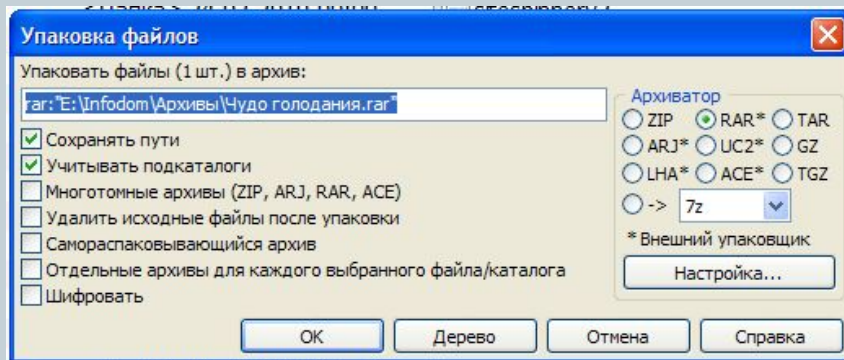 Упаковка файлов
Упаковать файлы (1 шт.) в архив:
rar:"E:\Infodom\Архивы\Чудо голодания.rar"
Сохранять пути
Учитывать подкаталоги
Многотомные архивы (ZIP, ARJ, RAR, ACE)
Удалить исходные файлы после упаковки
Самораспаковывающийся архив
Отдельные архивы для каждого выбранного файла/каталога
Шифровать
Архиватор
ZIP RAR* TAR
ARJ* UC2* GZ
LHA* ACE* TGZ
-> 7z
* Внешний упаковщик
Настройка...
OK Дерево Отмена Справка